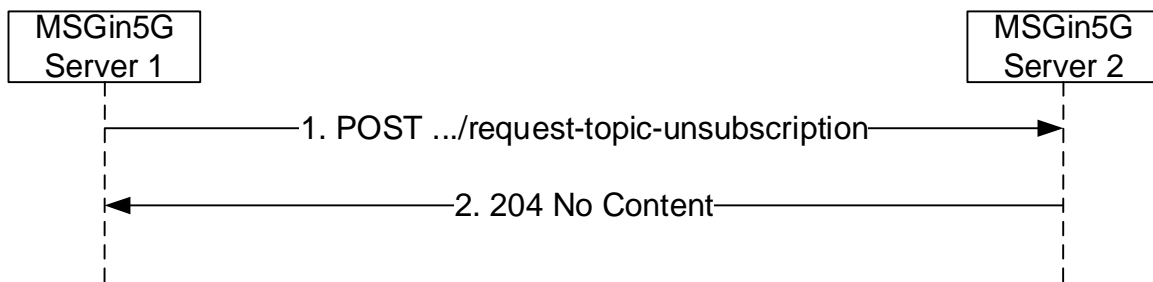 MSGin5G
Server 1
MSGin5G
Server 2
1. POST .../request-topic-unsubscription
2. 204 No Content